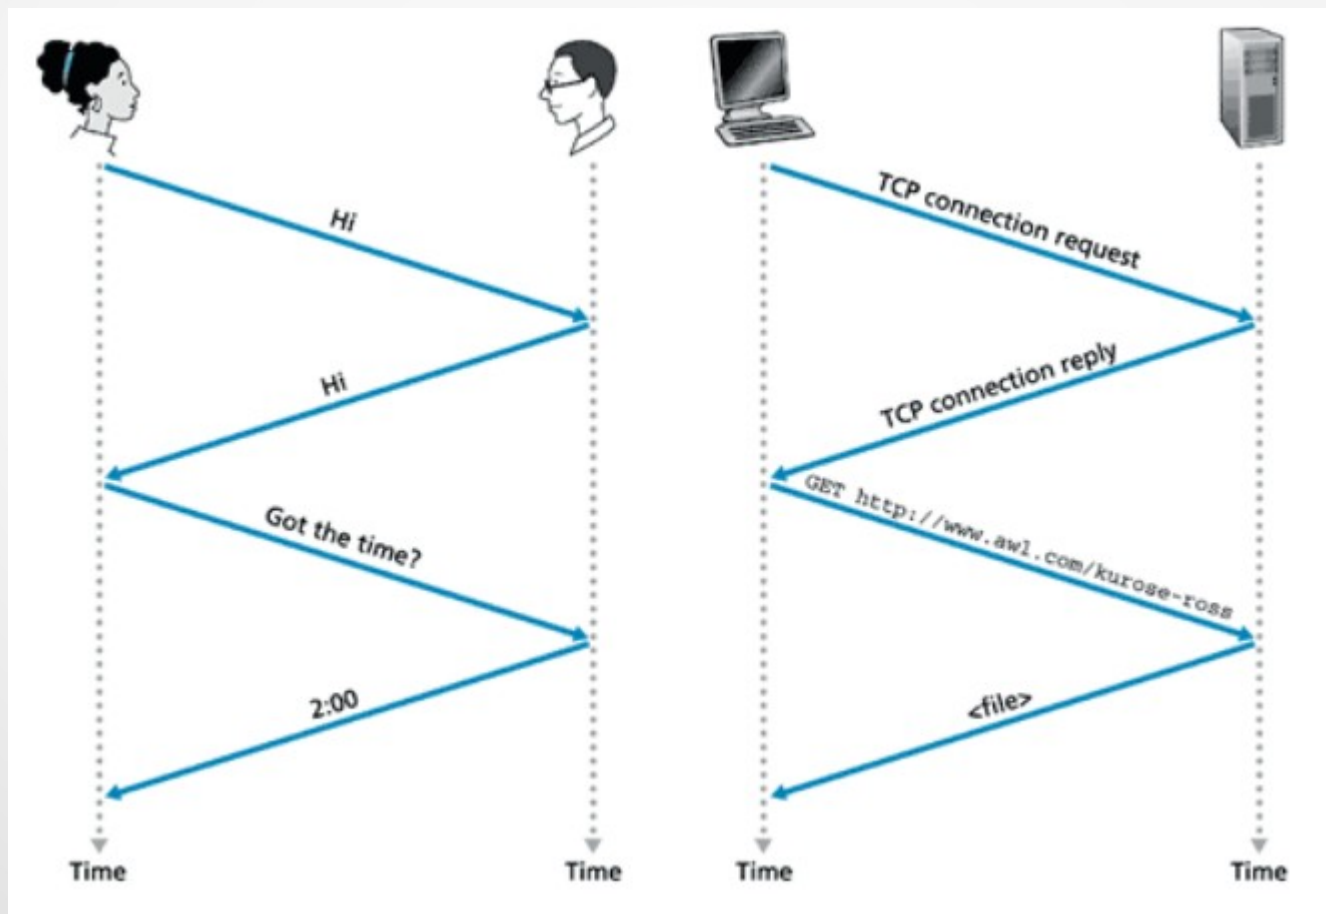 Hi
Hi
Got the time?
2:00
Time
Time
TCP connection request
TCP connection reply
GET http://www.awl.com/kurose-ross
<file>
Time
Time